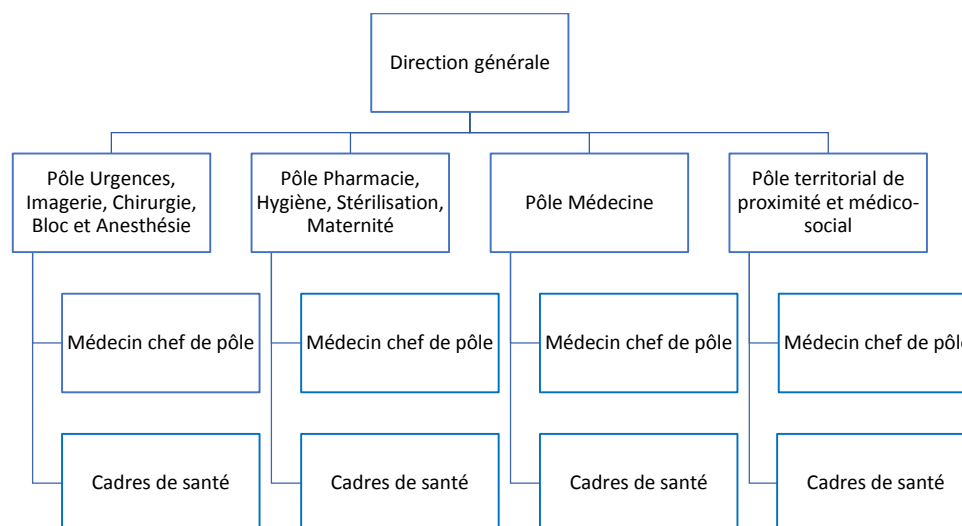 Direction générale
Pôle Urgences,
Imagerie, Chirurgie,
Bloc et Anesthésie
Pôle Pharmacie,
Hygiène, Stérilisation,
Maternité
Pôle Médecine
Pôle territorial de
proximité et médico-
social
Médecin chef de pôle
Médecin chef de pôle
Médecin chef de pôle
Médecin chef de pôle
Cadres de santé
Cadres de santé
Cadres de santé
Cadres de santé